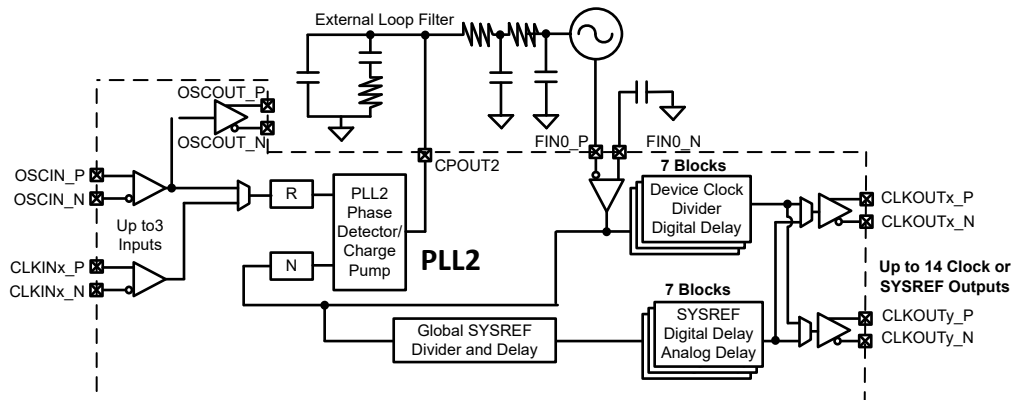 External Loop Filter
OSCOUT_P
OSCOUT_N
FIN0_P
FIN0_N
CPOUT2
7 Blocks
OSCIN_P
OSCIN_N
Up to3
Inputs
R
PLL2
Phase
Detector/
Charge
Pump
PLL2
Device Clock
Divider
Digital Delay
CLKOUTx_P
CLKOUTx_N
CLKINx_P
CLKINx_N
N
Up to 14 Clock or
SYSREF Outputs
7 Blocks
Global SYSREF
Divider and Delay
SYSREF
Digital Delay
Analog Delay
CLKOUTy_P
CLKOUTy_N